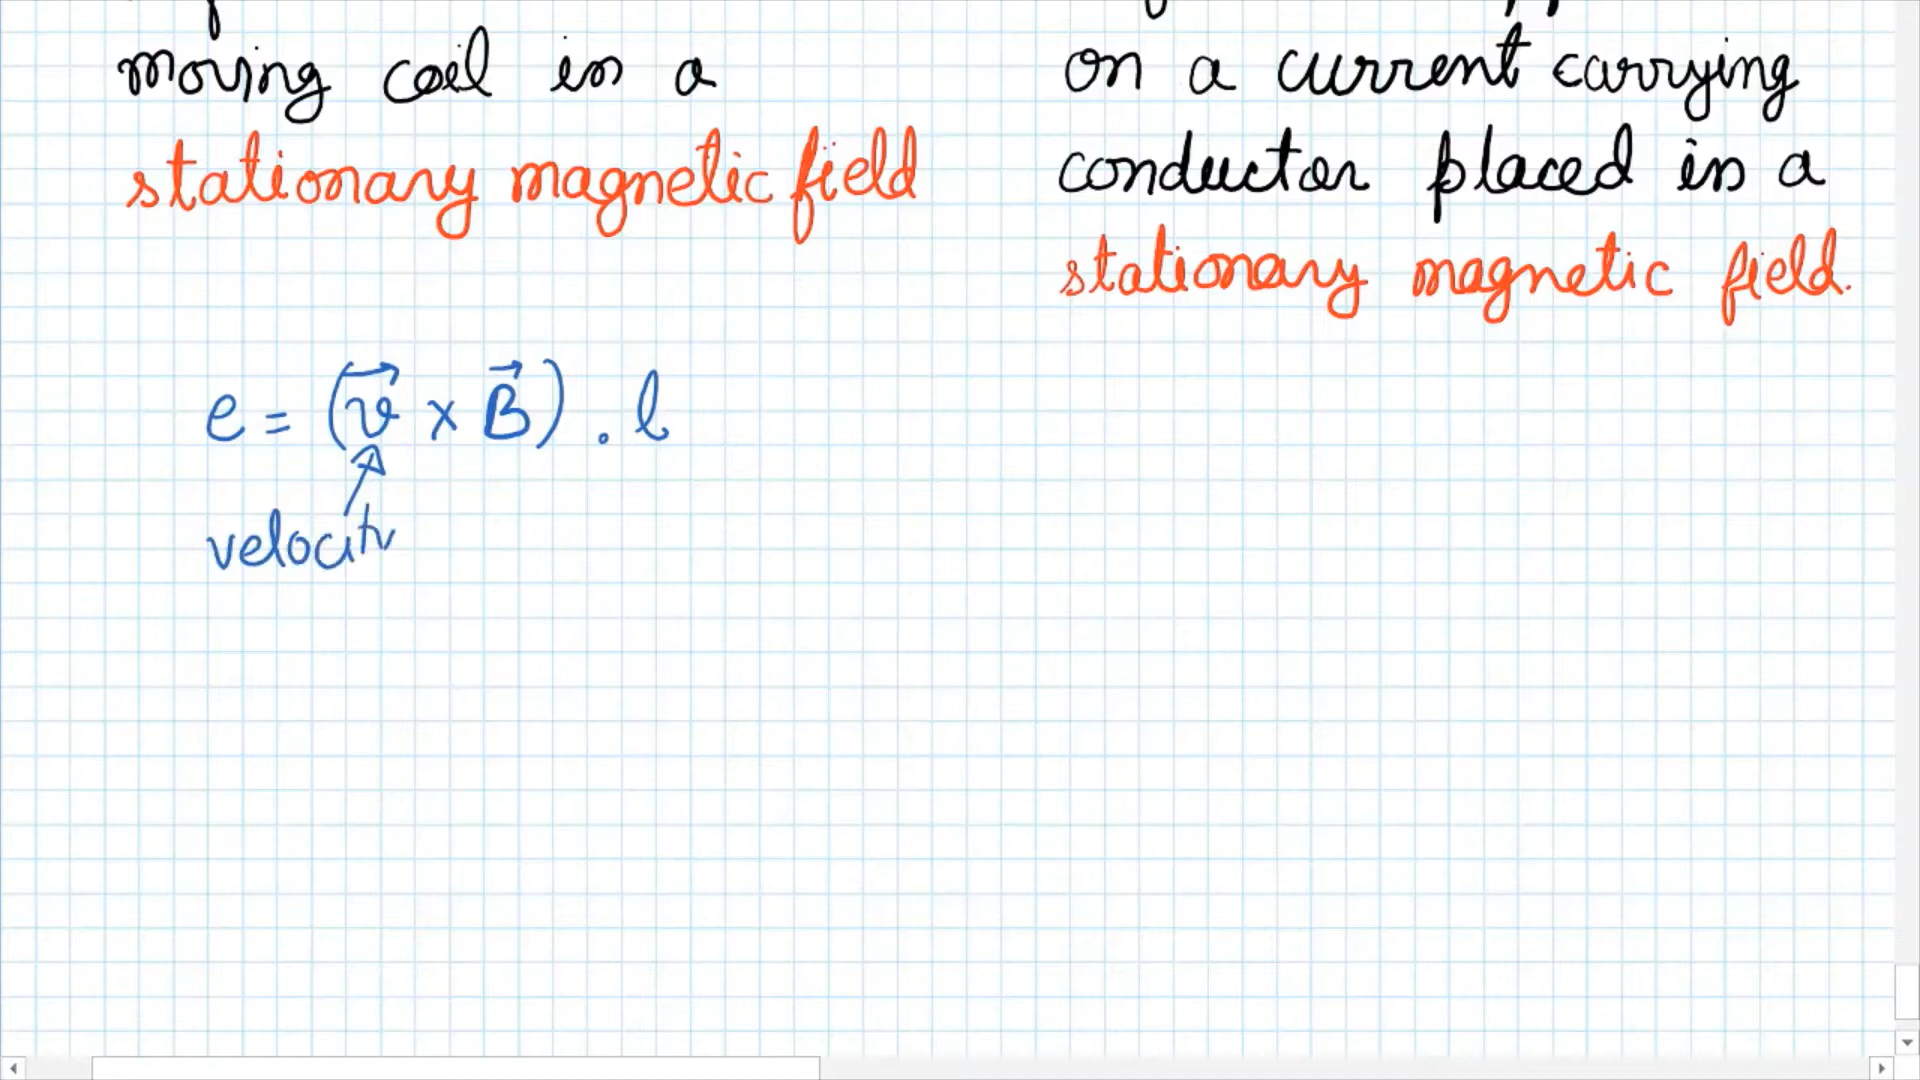 moving coil in a
stationary magnetic field
e = (v⃗ × B⃗) . l
velocity
on a current carrying
conductor placed in a
stationary magnetic field.